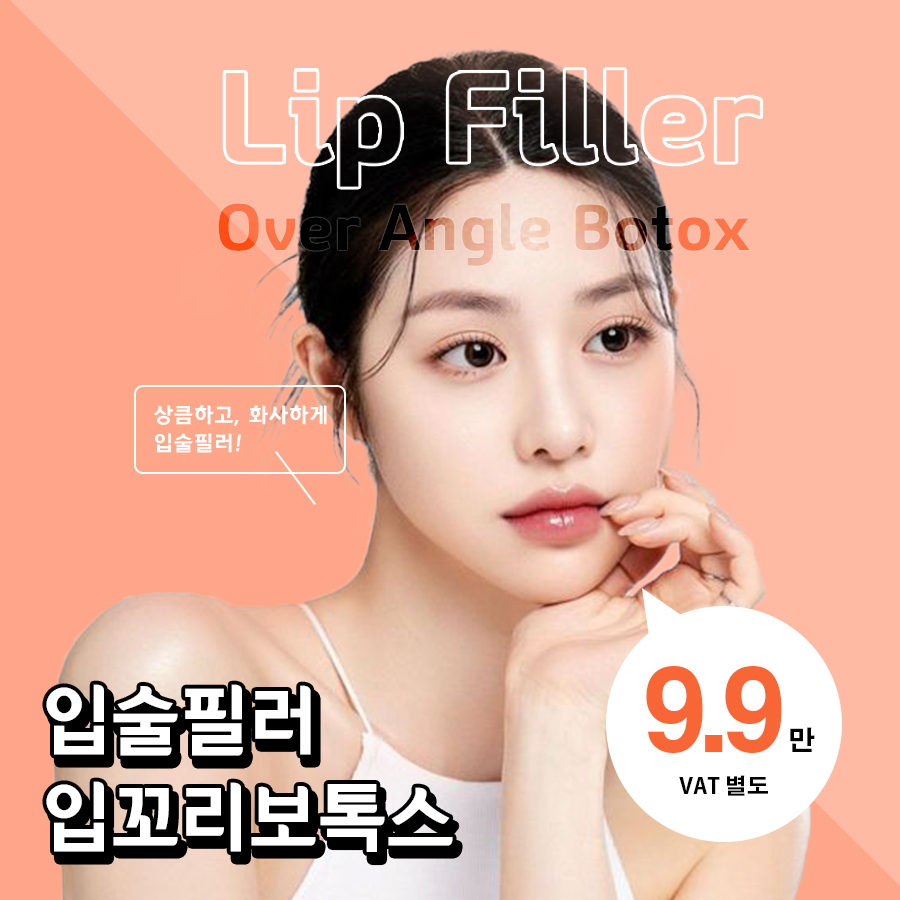 Lip Filler
Over Angle Botox
상큼하고, 화사하게
입술필러!
입술필러
입꼬리보톡스
9.9만
VAT 별도